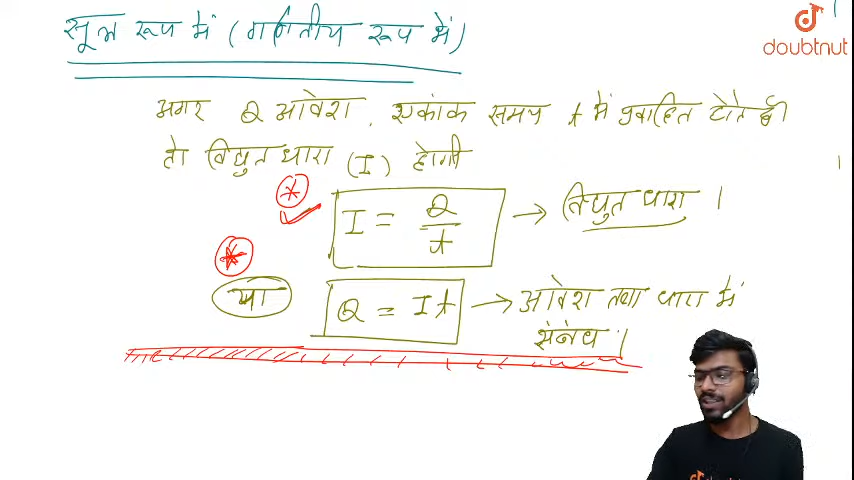 सूत्र रूप में (गणितीय रूप में)
doubtnut
अगर Q आवेश, एकांक समय t में प्रवाहित होते है
तो विद्युत धारा (I) होगी
I = Q/t → विद्युत धारा।
या Q = It → आवेश तथा धारा में
संबंध।